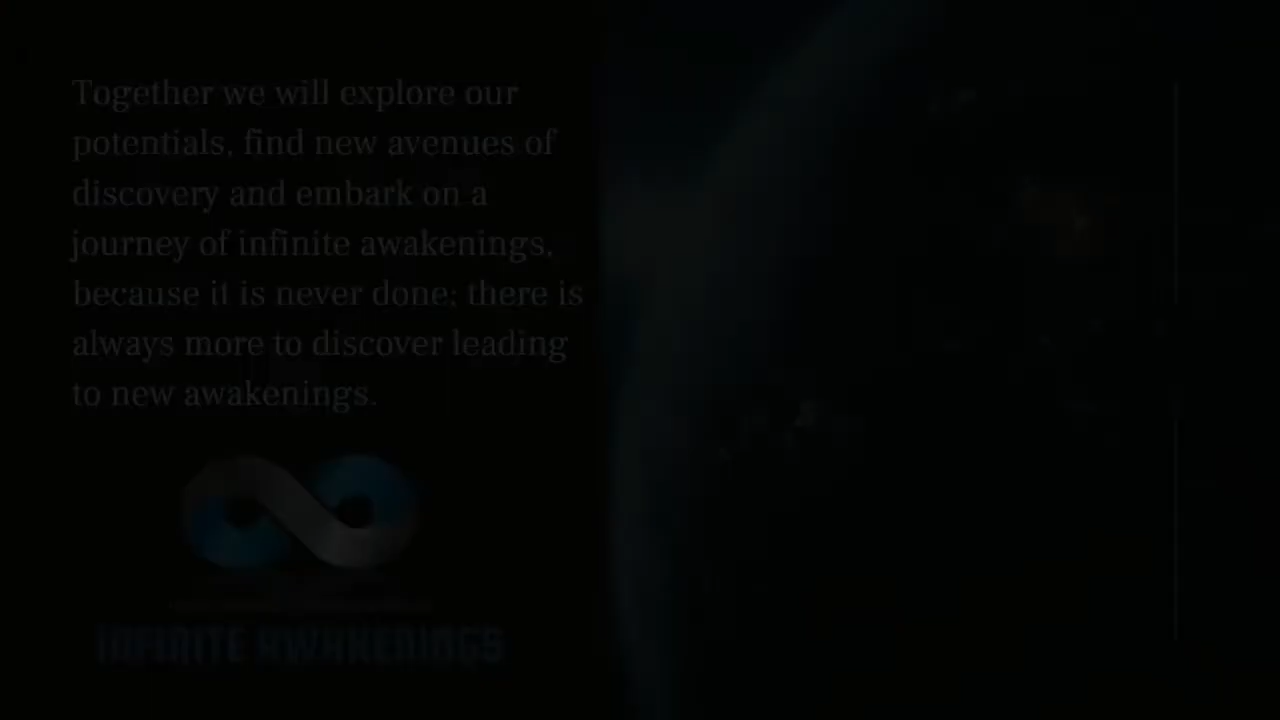 Together we will explore our
potentials, find new avenues of
discovery and embark on a
journey of infinite awakenings,
because it is never done; there is
always more to discover leading
to new awakenings.
INFINITE AWAKENINGS